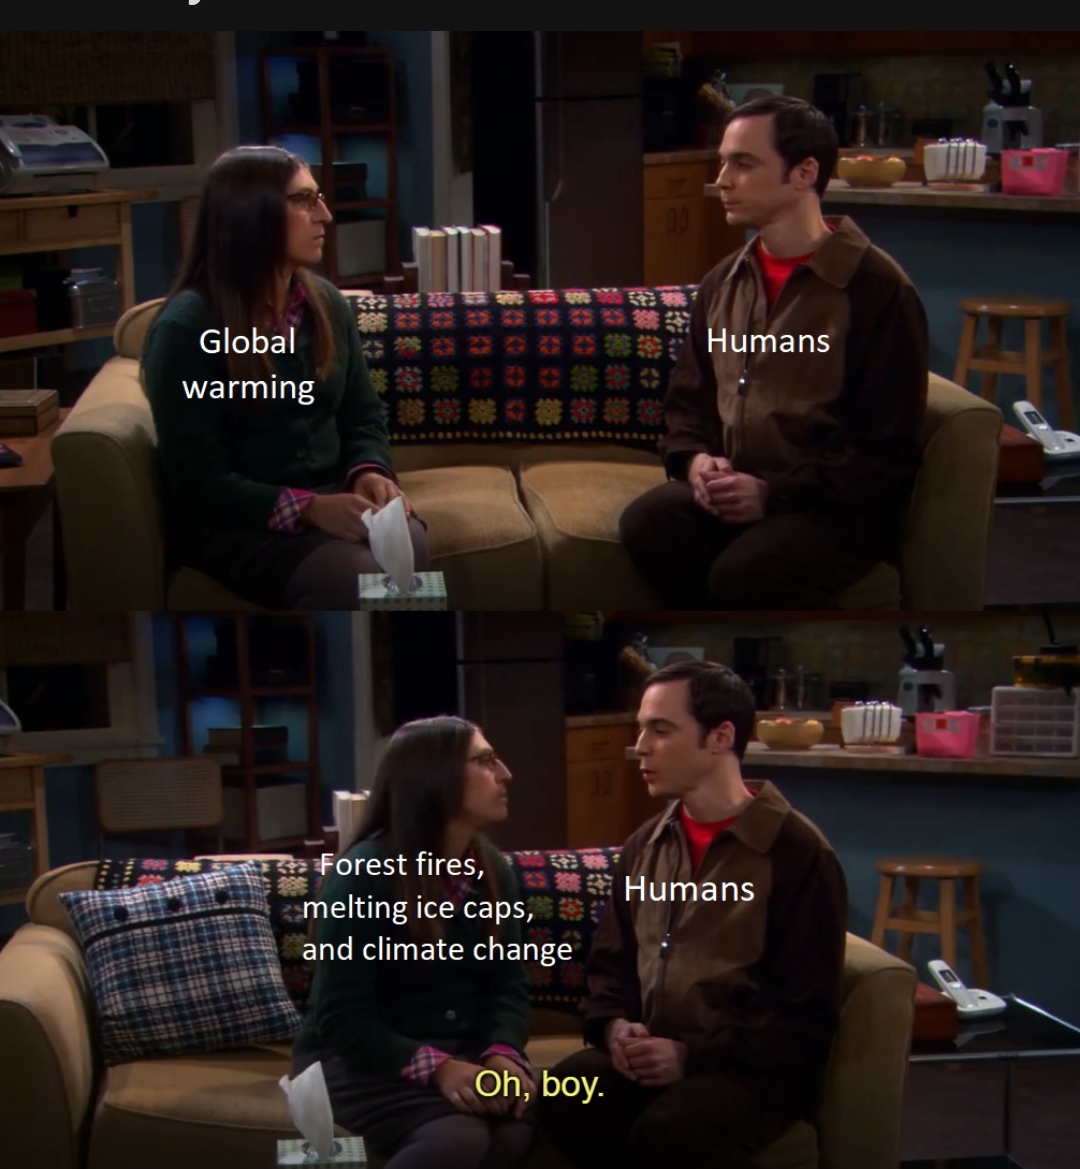 Global
warming
Humans
Forest fires,
melting ice caps,
and climate change
Humans
Oh, boy.